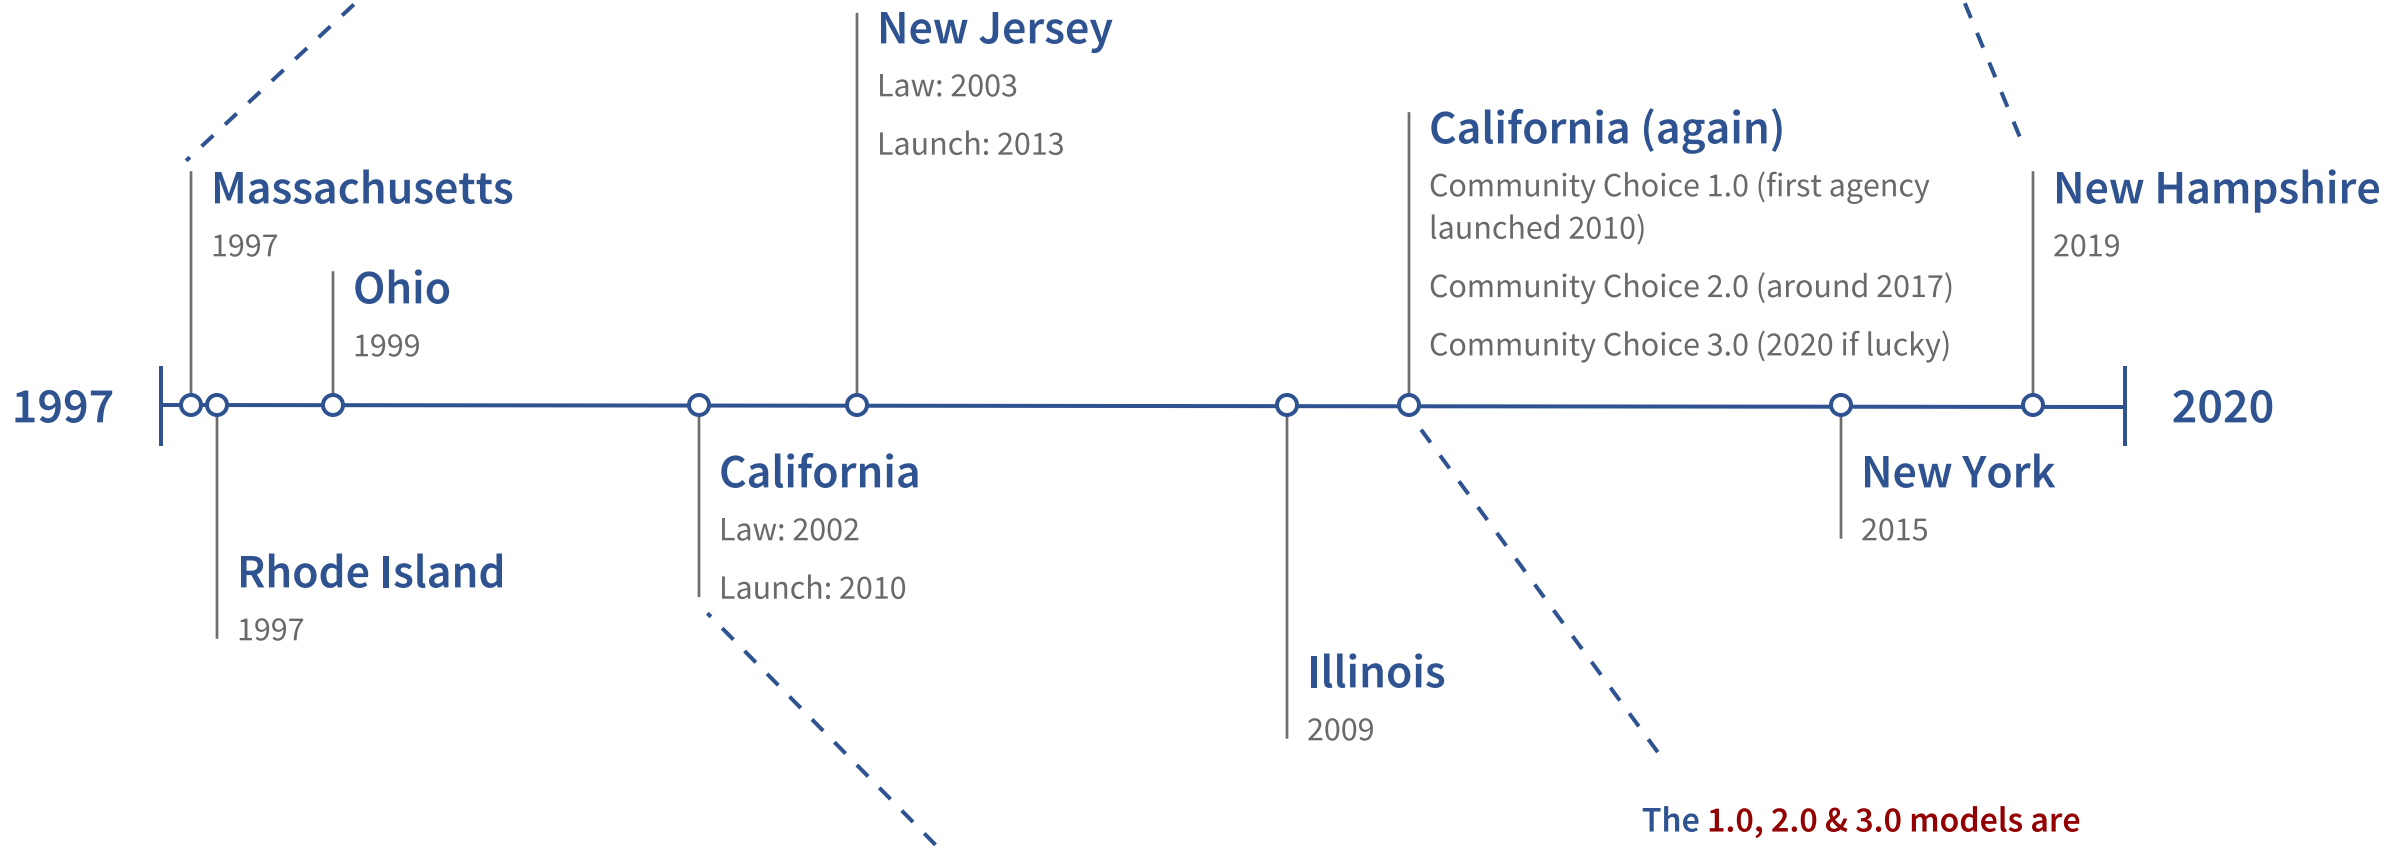 New Jersey
Law: 2003
Launch: 2013
California (again)
Community Choice 1.0 (first agency
launched 2010)
Community Choice 2.0 (around 2017)
Community Choice 3.0 (2020 if lucky)
Massachusetts
1997
New Hampshire
2019
Ohio
1999
1997
2020
California
Law: 2002
Launch: 2010
New York
2015
Rhode Island
1997
Illinois
2009
The 1.0, 2.0 & 3.0 models are